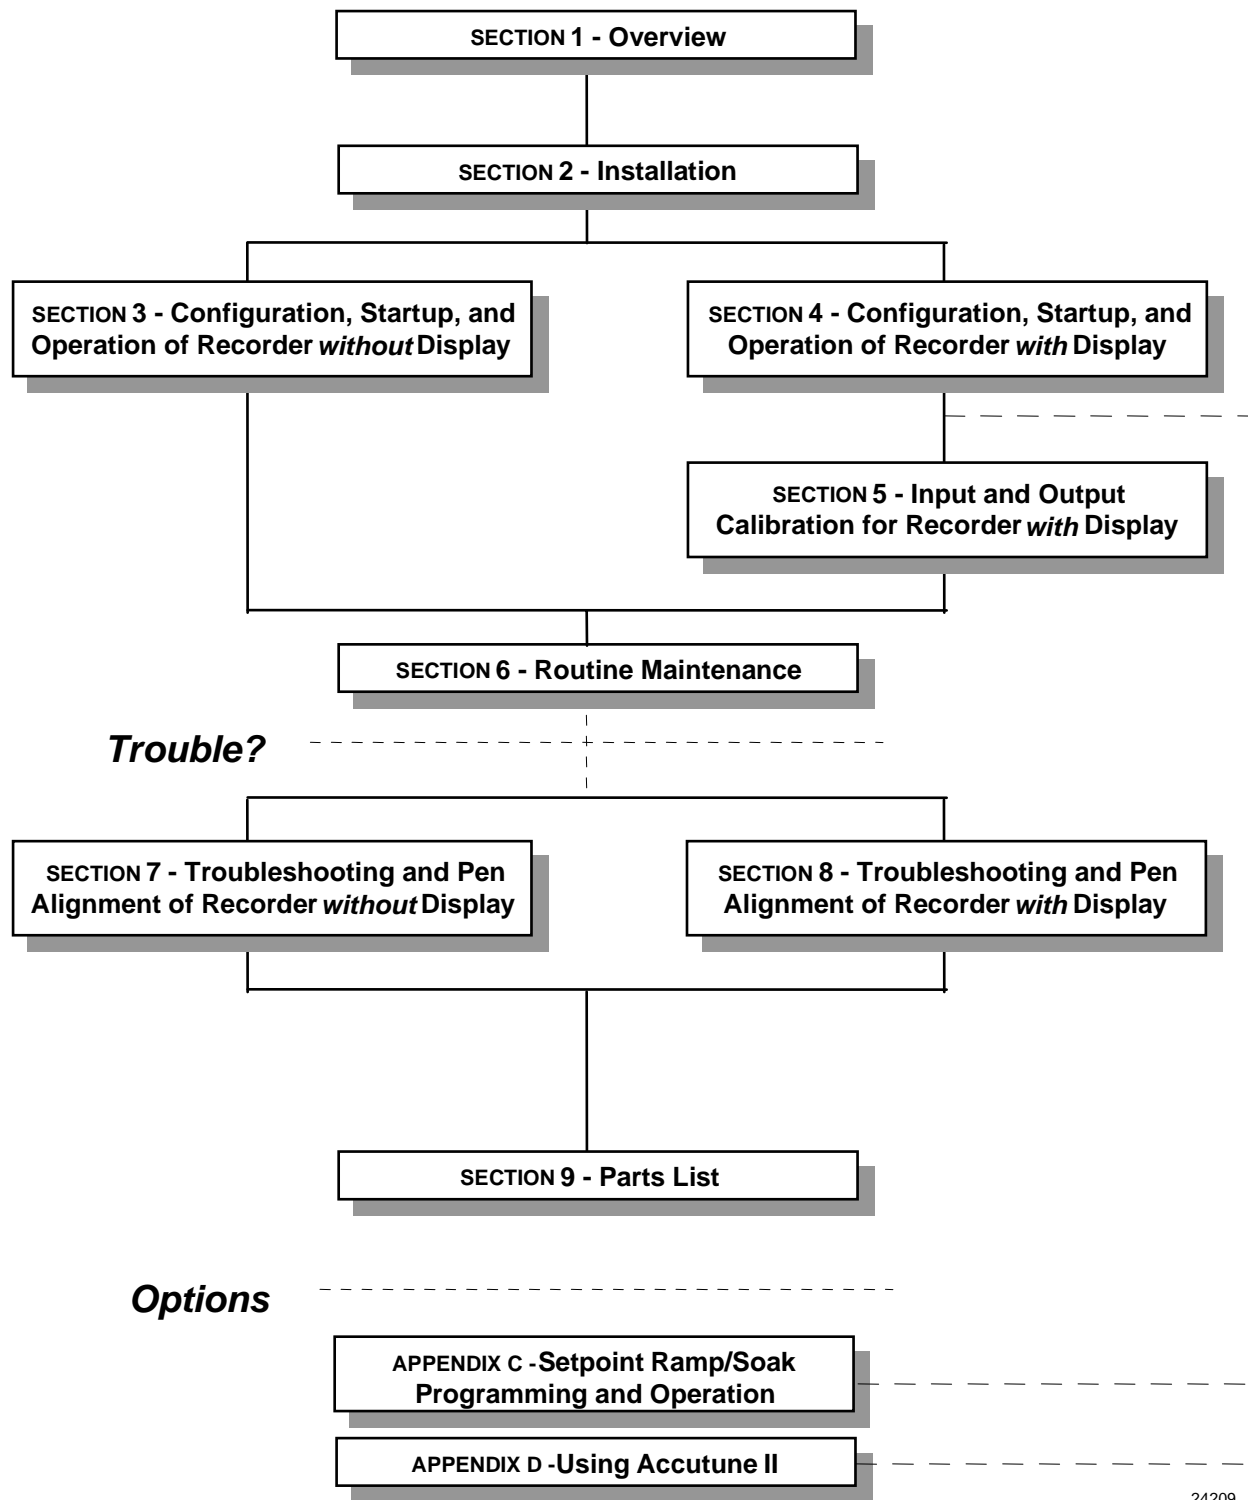 SECTION 1 - Overview
SECTION 2 - Installation
SECTION 3 - Configuration, Startup, and
Operation of Recorder without Display
SECTION 4 - Configuration, Startup, and
Operation of Recorder with Display
SECTION 5 - Input and Output
Calibration for Recorder with Display
SECTION 6 - Routine Maintenance
Trouble?
SECTION 7 - Troubleshooting and Pen
Alignment of Recorder without Display
SECTION 8 - Troubleshooting and Pen
Alignment of Recorder with Display
SECTION 9 - Parts List
Options
APPENDIX C -Setpoint Ramp/Soak
Programming and Operation
APPENDIX D -Using Accutune II
24209